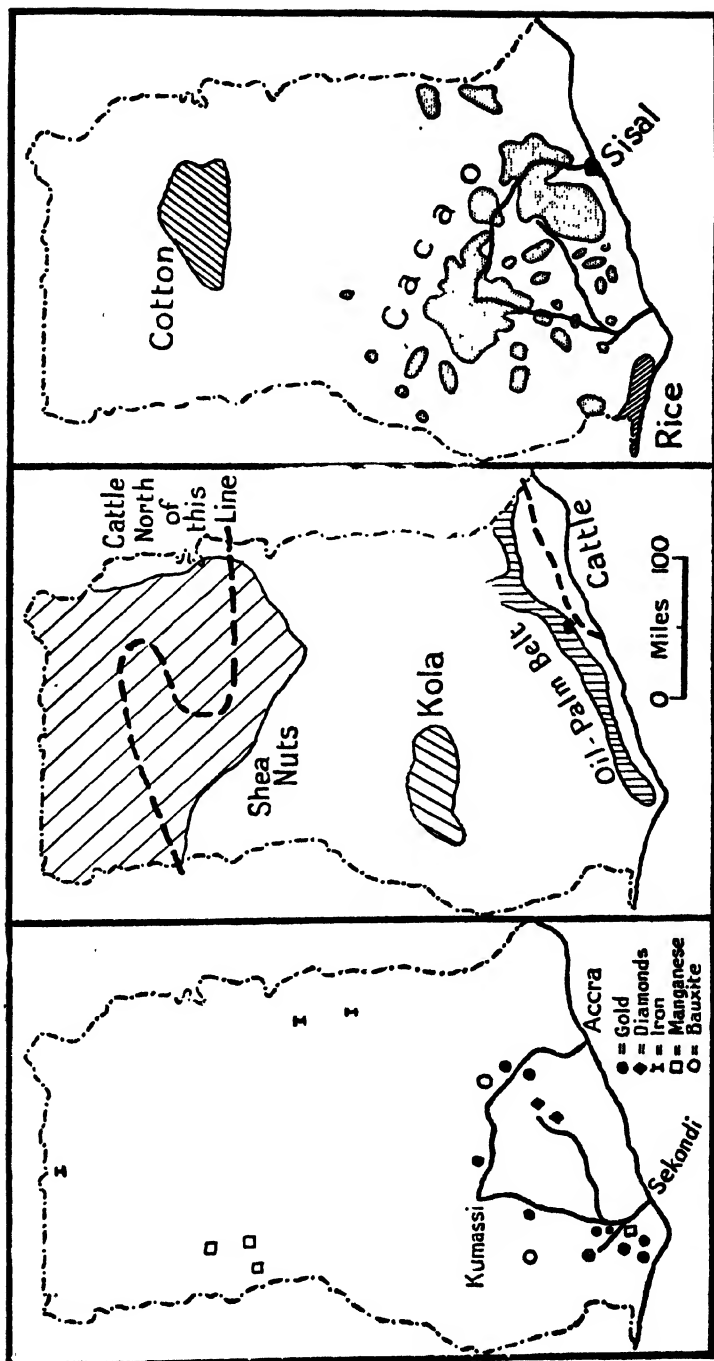 Kumassi
Accra
Sekondi
● = Gold
◆ = Diamonds
I = Iron
□ = Manganese
○ = Bauxite
Cattle
North
of
this
Line
Shea
Nuts
Kola
Oil-Palm Belt
Cattle
0 Miles 100
Cotton
Cacao
Sisal
Rice